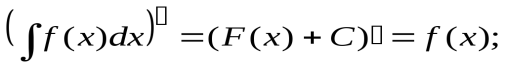 (∫f(x)dx)▯ =(F(x) + C)▯ = f(x);